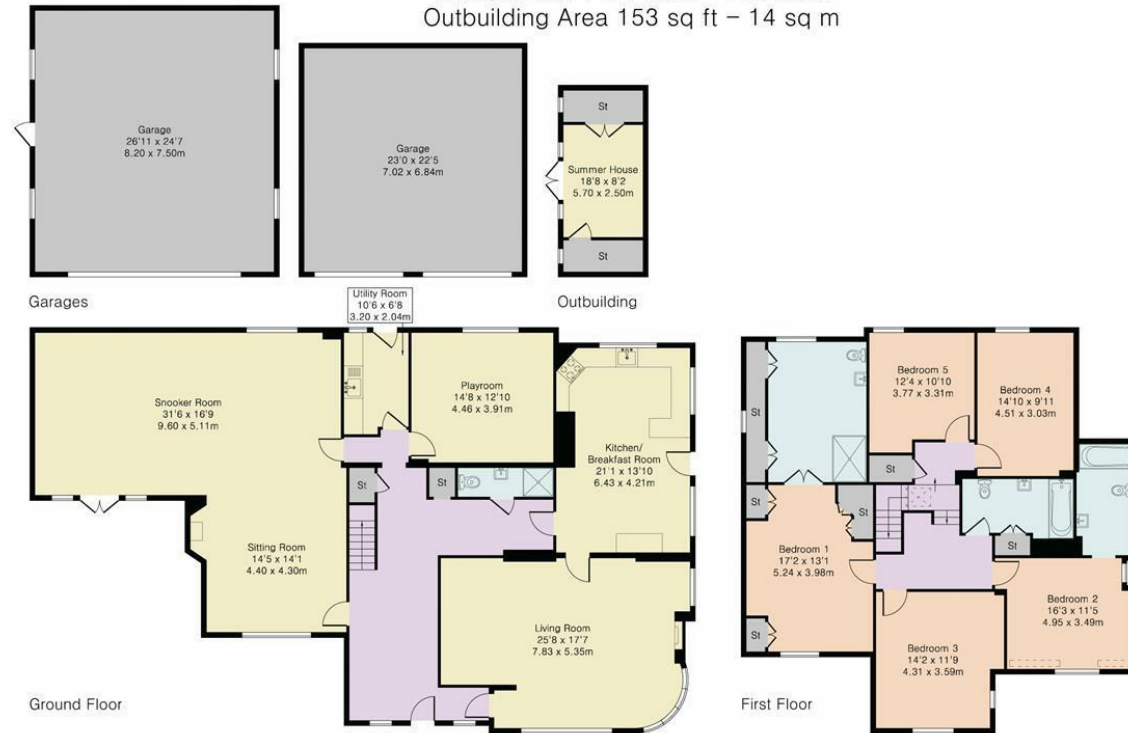 Outbuilding Area 153 sq ft – 14 sq m
Garage
26'11 x 24'7
8.20 x 7.50m
Garage
23'0 x 22'5
7.02 x 6.84m
St
Summer House
18'8 x 8'2
5.70 x 2.50m
St
Garages
Outbuilding
Utility Room
10'6 x 6'8
3.20 x 2.04m
Snooker Room
31'6 x 16'9
9.60 x 5.11m
Playroom
14'8 x 12'10
4.46 x 3.91m
Kitchen/
Breakfast Room
21'1 x 13'10
6.43 x 4.21m
St
St
Sitting Room
14'5 x 14'1
4.40 x 4.30m
Living Room
25'8 x 17'7
7.83 x 5.35m
Ground Floor
St
Bedroom 5
12'4 x 10'10
3.77 x 3.31m
Bedroom 4
14'10 x 9'11
4.51 x 3.03m
St
St
St
St
Bedroom 1
17'2 x 13'1
5.24 x 3.98m
Bedroom 2
16'3 x 11'5
4.95 x 3.49m
St
Bedroom 3
14'2 x 11'9
4.31 x 3.59m
First Floor